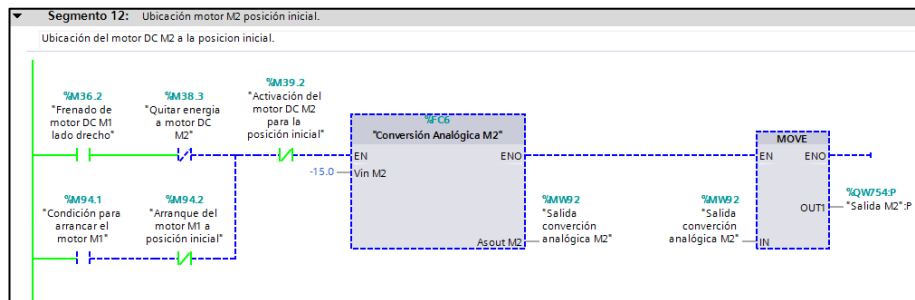 Segmento 12: Ubicación motor M2 posición inicial.
Ubicación del motor DC M2 a la posicion inicial.
%M36.2
"Frenado de
motor DC M1
lado drecho"
%M38.3
"Quitar energia
a motor DC
M2"
%M39.2
"Activación del
motor DC M2
para la
posición inicial"
%FC6
"Conversión Analógica M2"
EN
ENO
-15.0
Vin M2
Asout M2
%MW92
"Salida
converción
analógica M2"
MOVE
EN
ENO
%MW92
"Salida
converción
analógica M2"
IN
OUT1
%QW754:P
"Salida M2":P
%M94.1
"Condición para
arrancar el
motor M1"
%M94.2
"Arranque del
motor M1 a
posición inicial"